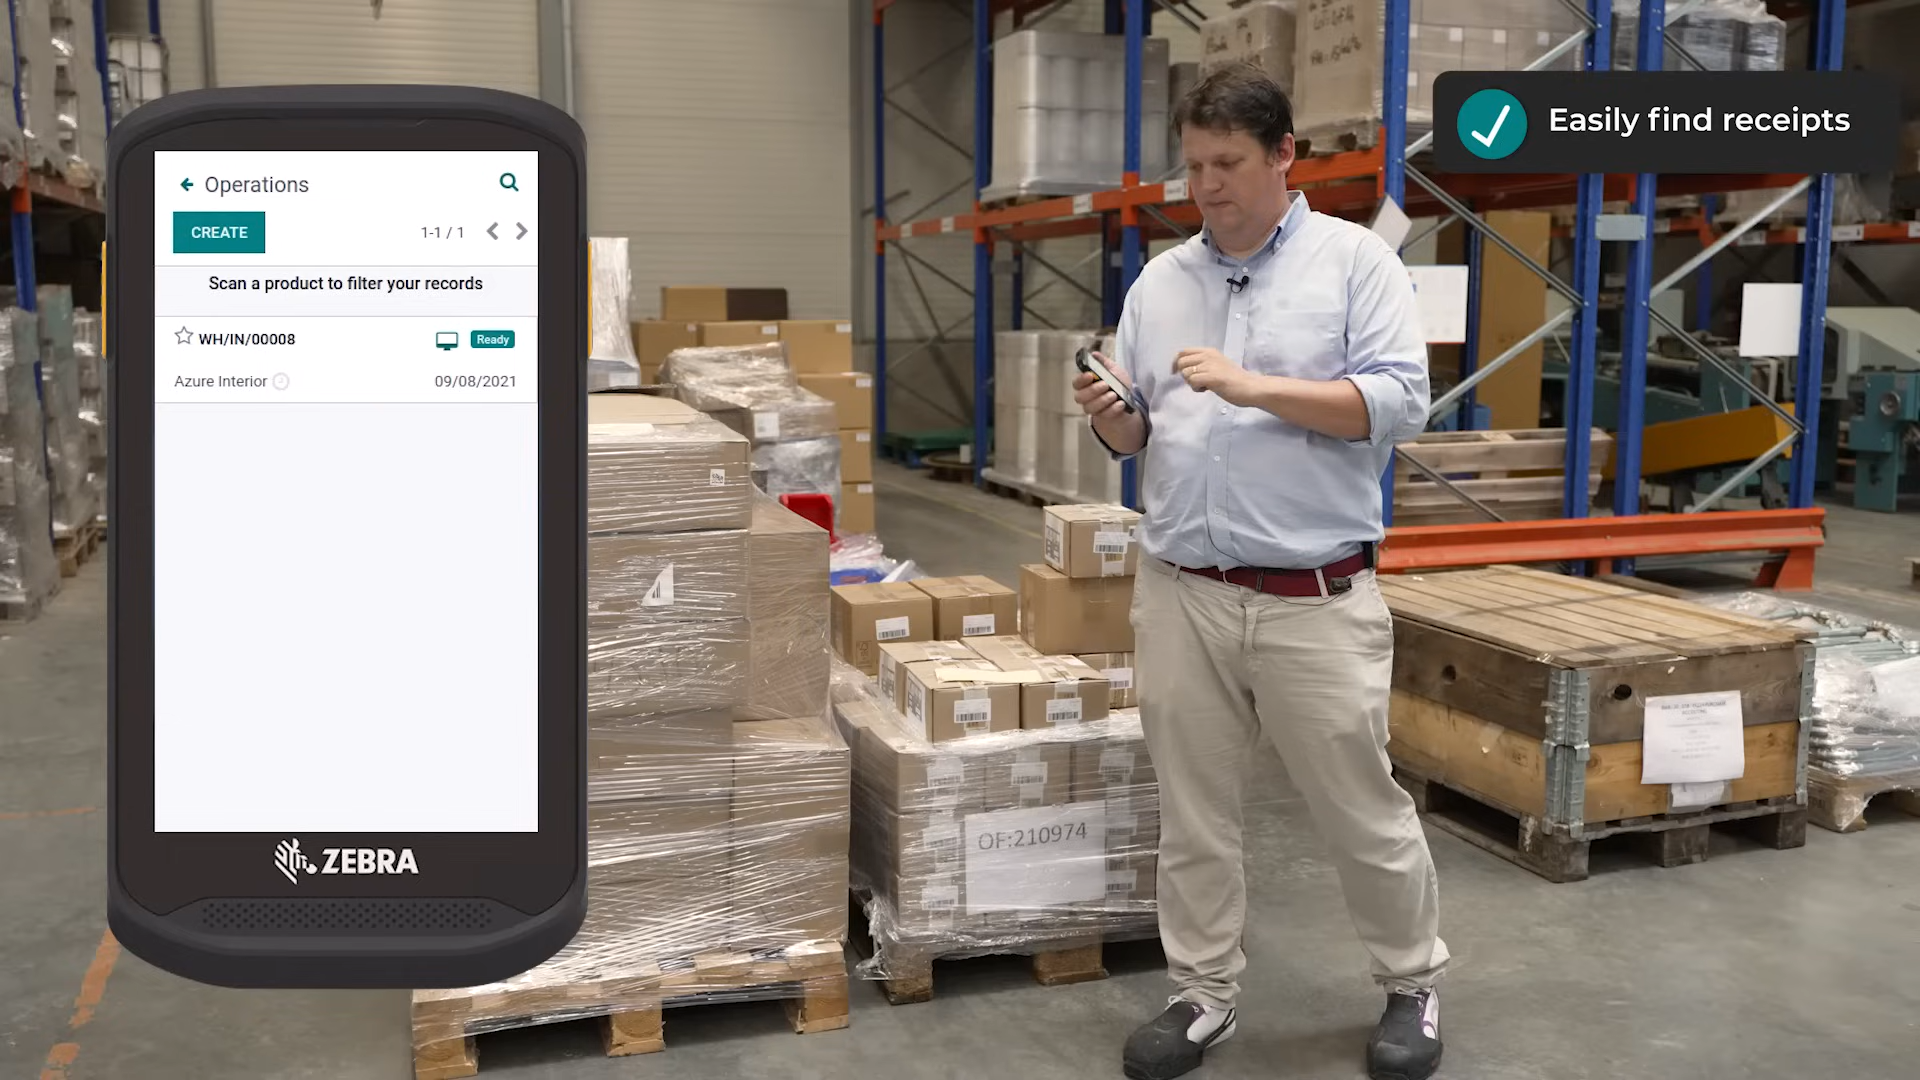 Easily find receipts
Operations
CREATE
1-1 / 1
Scan a product to filter your records
WH/IN/00008
Ready
Azure Interior
09/08/2021
ZEBRA
OF:210974